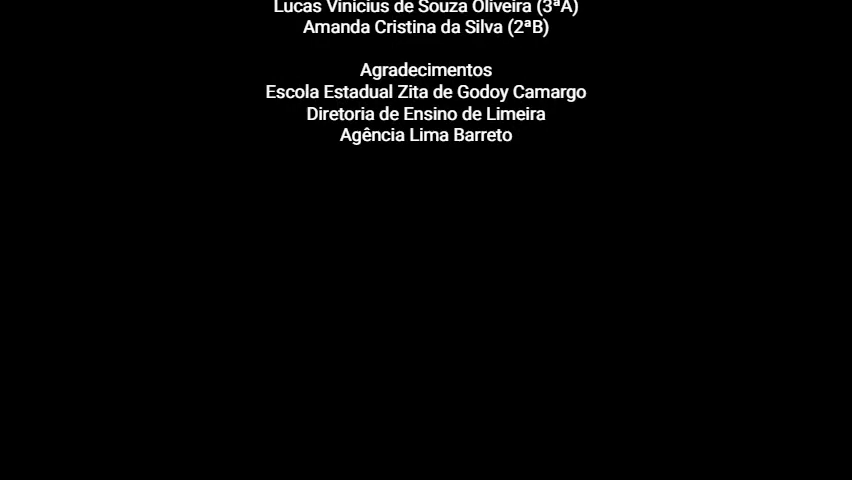 Lucas Vinícius de Souza Oliveira (3ªA)
Amanda Cristina da Silva (2ªB)
Agradecimentos
Escola Estadual Zita de Godoy Camargo
Diretoria de Ensino de Limeira
Agência Lima Barreto